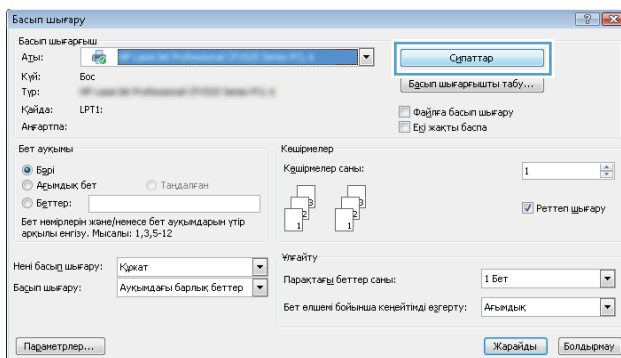 Басып шығару
Басып шығарғыш
Аты:
Сипаттар
Күй: Бос
Түр:
Басып шығарғышты табу...
Қайда: LPT1:
Файлға басып шығару
Аңғартпа:
Екі жақты баспа
Бет ауқымы
Бәрі
Ағымдық бет
Таңдалған
Беттер:
Бет нөмірлерін және/немесе бет ауқымдарын үтір
арқылы енгізу. Мысалы: 1,3,5-12
Көшірмелер
Көшірмелер саны: 1
Реттеп шығару
Нені басып шығару: Құжат
Басып шығару: Ауқымдағы барлық беттер
Ұлғайту
Парақтағы беттер саны: 1 Бет
Бет өлшемі бойынша кеңейтімді өзгерту: Ағымдық
Параметрлер...
Жарайды
Болдырмау